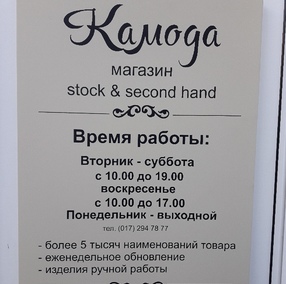 Камода
магазин
stock & second hand
Время работы:
Вторник - суббота
с 10.00 до 19.00
воскресенье
с 10.00 до 17.00
Понедельник - выходной
тел. (017) 294 78 77
- более 5 тысяч наименований товара
- еженедельное обновление
- изделия ручной работы